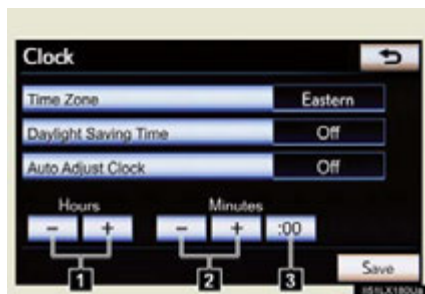 Clock
Time Zone Eastern
Daylight Saving Time Off
Auto Adjust Clock Off
Hours Minutes
− + − + :00
1 2 3
Save
IIS1LX180Ua